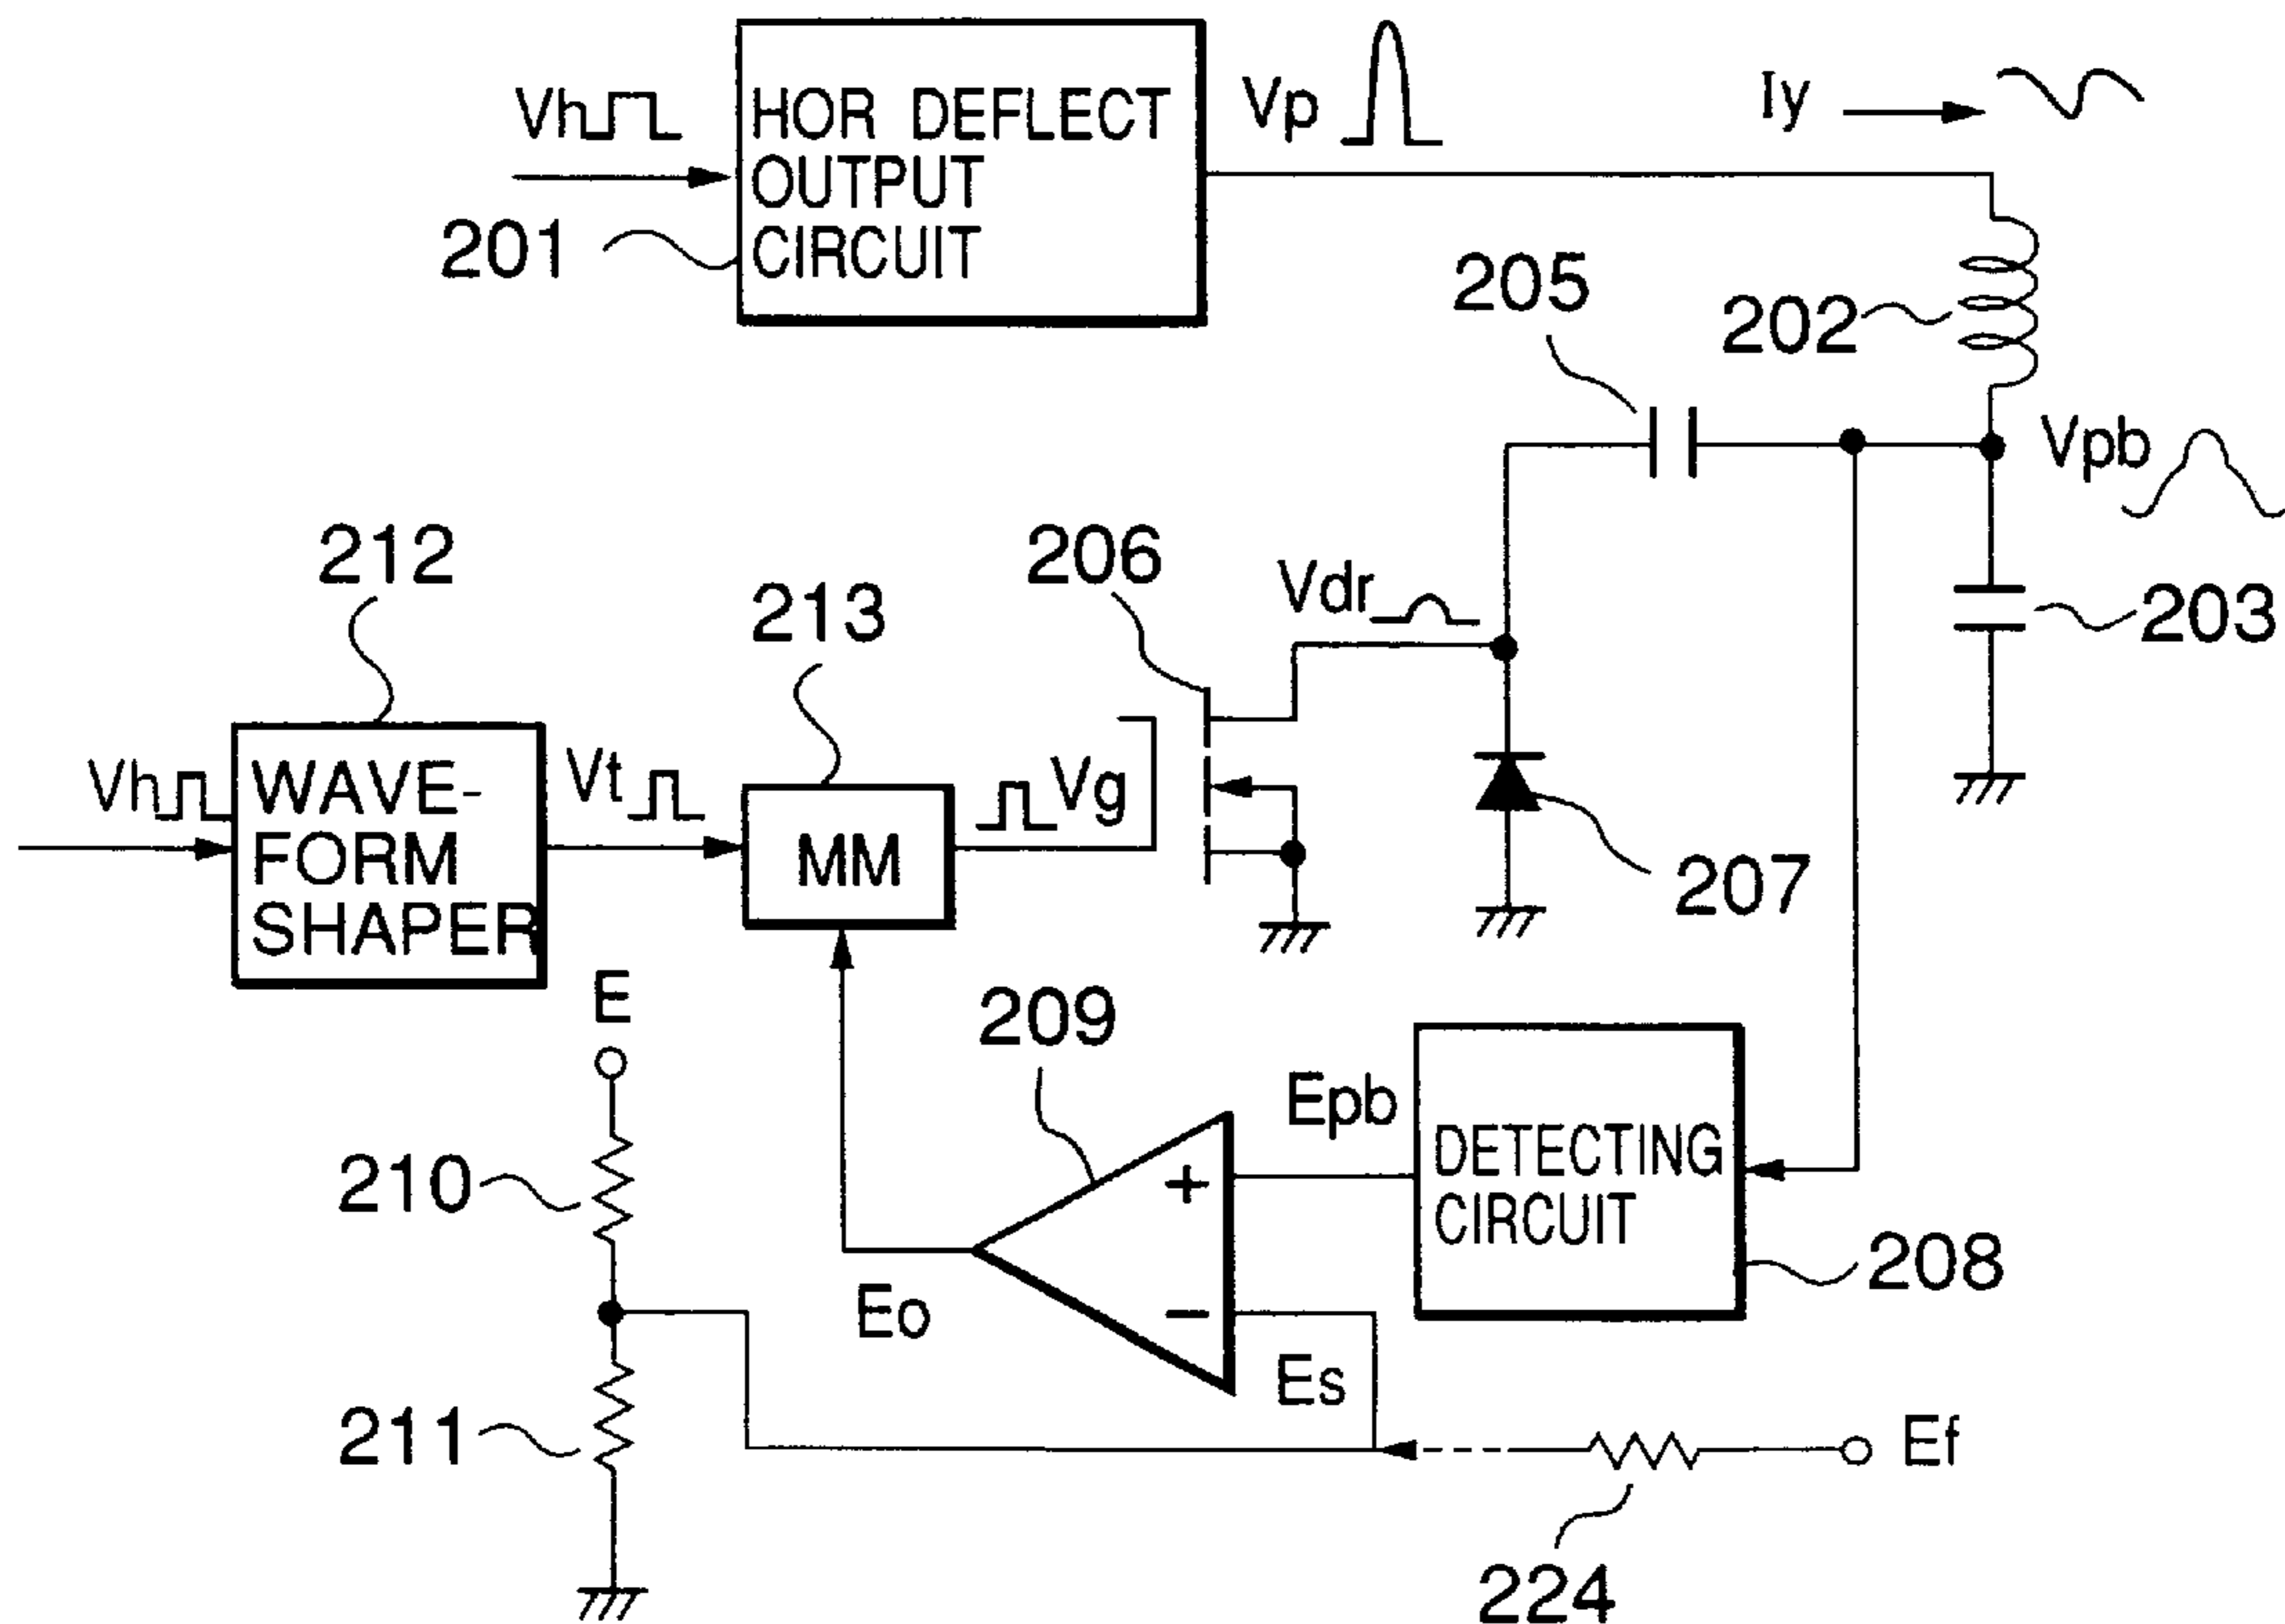 Vh
HOR DEFLECT
OUTPUT
CIRCUIT
201
Vp
Iy
205
202
Vpb
203
212
213
206
Vdr
Vh
WAVE-
FORM
SHAPER
Vt
MM
Vg
207
E
209
Epb
DETECTING
CIRCUIT
208
210
+
−
Eo
Es
211
Ef
224